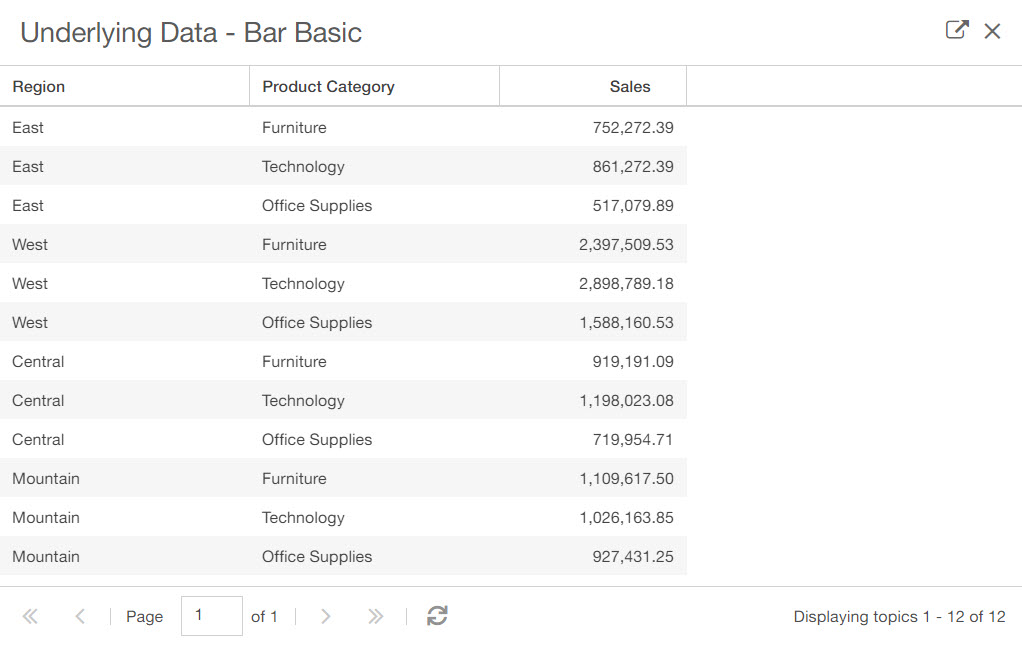 Underlying Data - Bar Basic
Region Product Category Sales
East Furniture 752,272.39
East Technology 861,272.39
East Office Supplies 517,079.89
West Furniture 2,397,509.53
West Technology 2,898,789.18
West Office Supplies 1,588,160.53
Central Furniture 919,191.09
Central Technology 1,198,023.08
Central Office Supplies 719,954.71
Mountain Furniture 1,109,617.50
Mountain Technology 1,026,163.85
Mountain Office Supplies 927,431.25
Page 1 of 1 Displaying topics 1 - 12 of 12